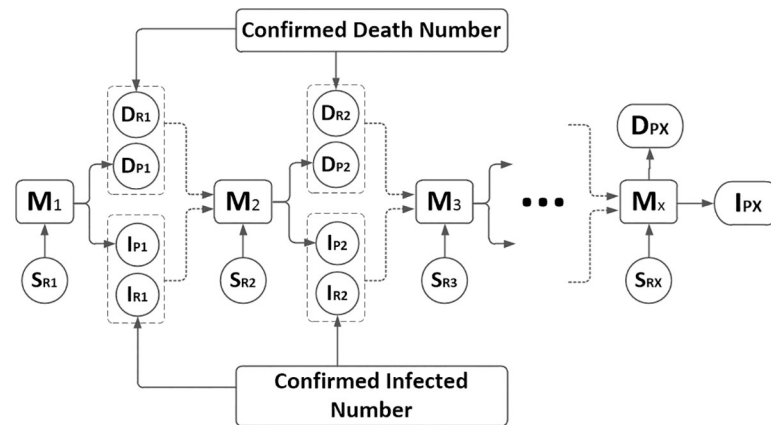 Confirmed Death Number
DR1
DP1
DR2
DP2
DPX
M1
M2
M3
...
Mx
IPX
IP1
IR1
IP2
IR2
SR1
SR2
SR3
SRX
Confirmed Infected
Number